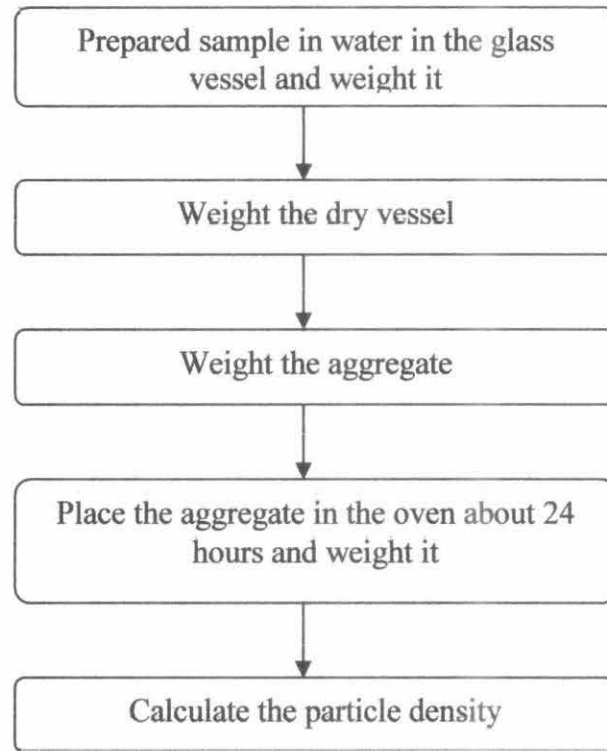 Prepared sample in water in the glass
vessel and weight it
Weight the dry vessel
Weight the aggregate
Place the aggregate in the oven about 24
hours and weight it
Calculate the particle density